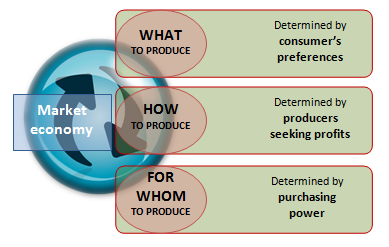 Market
economy
WHAT
TO PRODUCE
Determined by
consumer's
preferences
HOW
TO PRODUCE
Determined by
producers
seeking profits
FOR
WHOM
TO PRODUCE
Determined by
purchasing
power